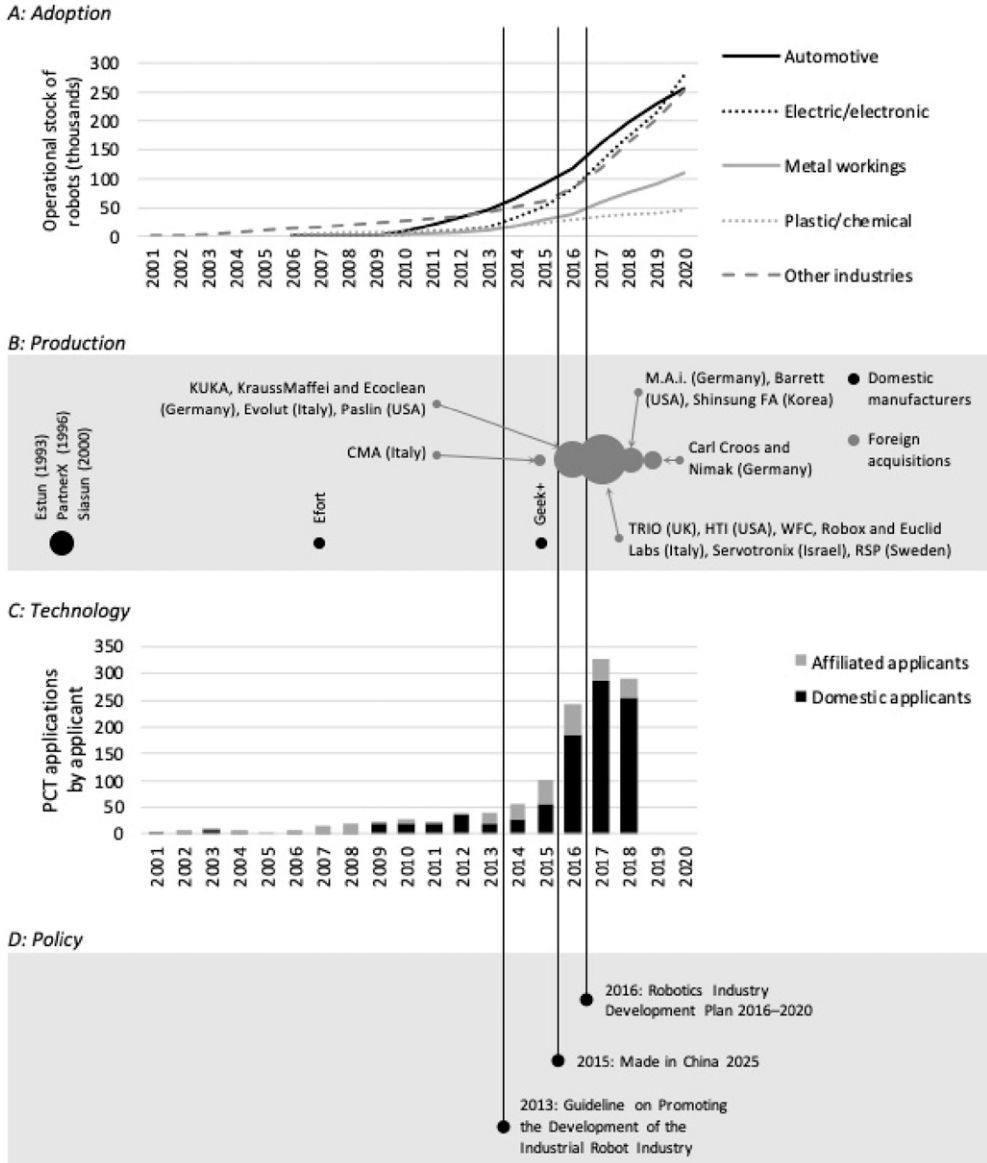 A: Adoption
Operational stock of
robots (thousands)
300
250
200
150
100
50
0
2001
2002
2003
2004
2005
2006
2007
2008
2009
2010
2011
2012
2013
2014
2015
2016
2017
2018
2019
2020
Automotive
Electric/electronic
Metal workings
Plastic/chemical
Other industries
B: Production
KUKA, KraussMaffei and Ecoclean
(Germany), Evolut (Italy), Paslin (USA)
CMA (Italy)
M.A.i. (Germany), Barrett
(USA), Shinsung FA (Korea)
Domestic
manufacturers
Foreign
acquisitions
Carl Croos and
Nimak (Germany)
Estun (1993)
PartnerX (1996)
Siasun (2000)
Efort
Geek+
TRIO (UK), HTI (USA), WFC, Robox and Euclid
Labs (Italy), Servotronix (Israel), RSP (Sweden)
C: Technology
PCT applications
by applicant
350
300
250
200
150
100
50
0
2001
2002
2003
2004
2005
2006
2007
2008
2009
2010
2011
2012
2013
2014
2015
2016
2017
2018
2019
2020
Affiliated applicants
Domestic applicants
D: Policy
2016: Robotics Industry
Development Plan 2016–2020
2015: Made in China 2025
2013: Guideline on Promoting
the Development of the
Industrial Robot Industry